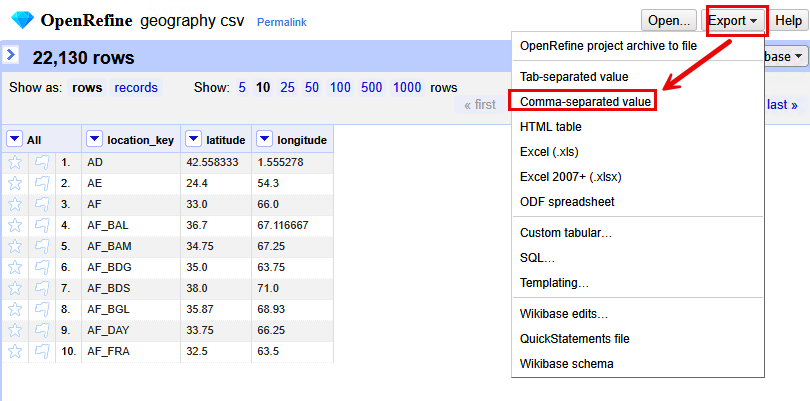 OpenRefine geography csv Permalink Open... Export Help
22,130 rows
base
Show as: rows records Show: 5 10 25 50 100 500 1000 rows
« first last »
All location_key latitude longitude
1. AD 42.558333 1.555278
2. AE 24.4 54.3
3. AF 33.0 66.0
4. AF_BAL 36.7 67.116667
5. AF_BAM 34.75 67.25
6. AF_BDG 35.0 63.75
7. AF_BDS 38.0 71.0
8. AF_BGL 35.87 68.93
9. AF_DAY 33.75 66.25
10. AF_FRA 32.5 63.5
OpenRefine project archive to file
Tab-separated value
Comma-separated value
HTML table
Excel (.xls)
Excel 2007+ (.xlsx)
ODF spreadsheet
Custom tabular...
SQL...
Templating...
Wikibase edits...
QuickStatements file
Wikibase schema